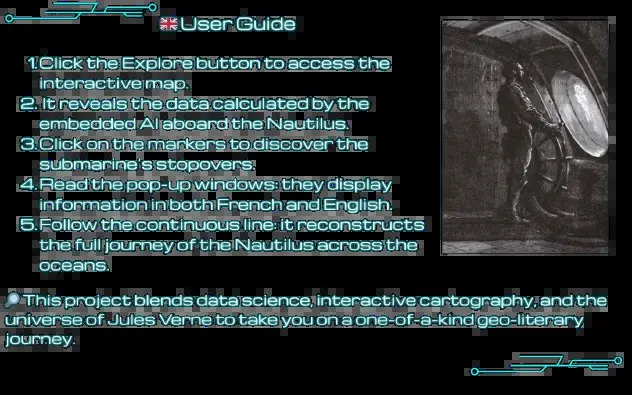 🇬🇧 User Guide
1. Click the Explore button to access the
interactive map.
2. It reveals the data calculated by the
embedded AI aboard the Nautilus.
3. Click on the markers to discover the
submarine's stopovers.
4. Read the pop-up windows: they display
information in both French and English.
5. Follow the continuous line: it reconstructs
the full journey of the Nautilus across the
oceans.
🔎 This project blends data science, interactive cartography, and the
universe of Jules Verne to take you on a one-of-a-kind geo-literary
journey.